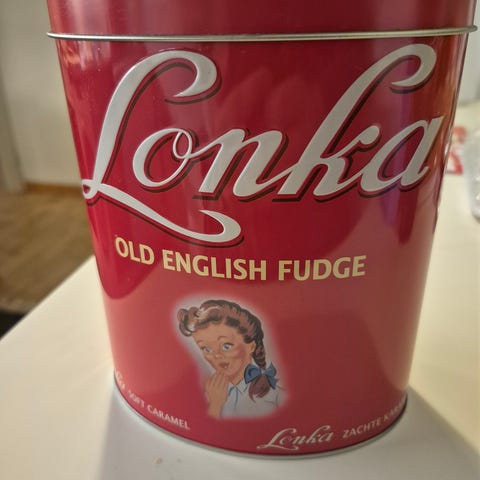 Lonka
OLD ENGLISH FUDGE
SOFT CARAMEL
Lonka ZACHTE